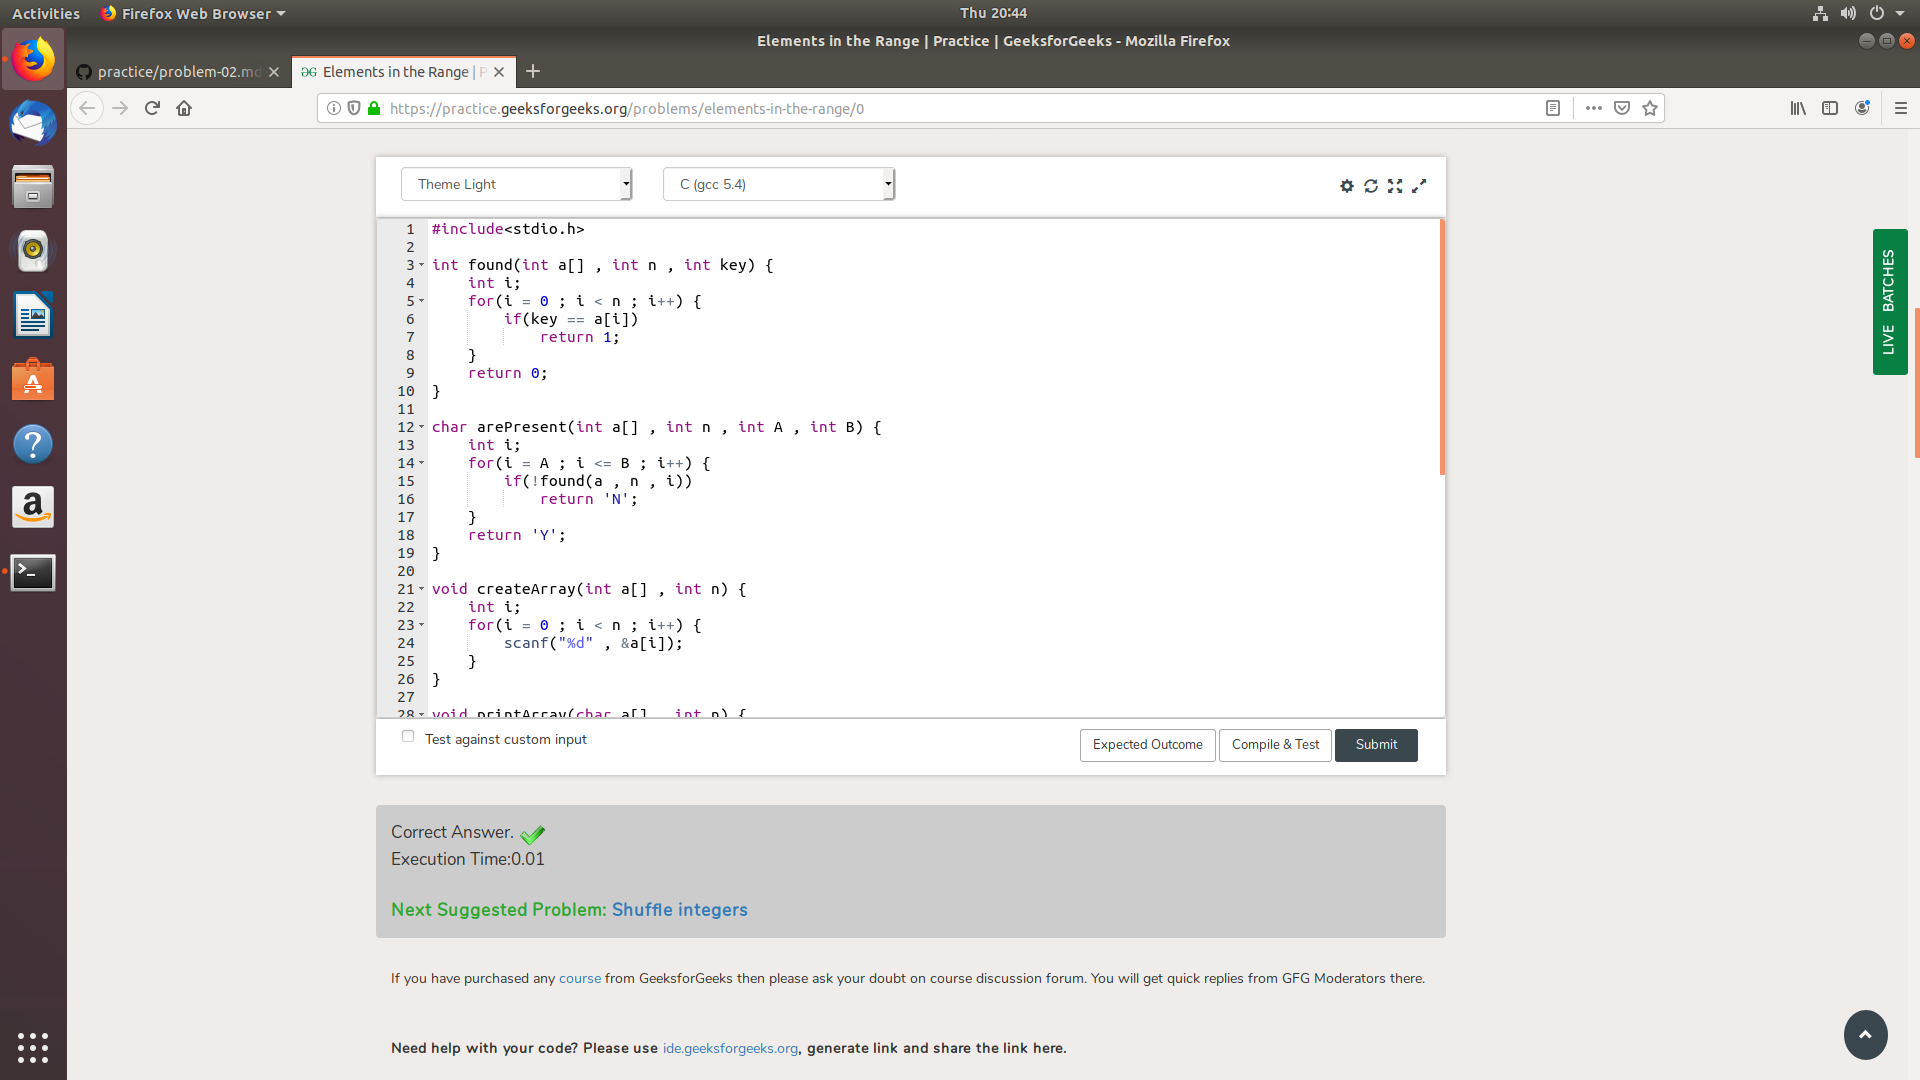 Activities
Firefox Web Browser
Thu 20:44
Elements in the Range | Practice | GeeksforGeeks - Mozilla Firefox
practice/problem-02.md
Elements in the Range | P
https://practice.geeksforgeeks.org/problems/elements-in-the-range/0
Theme Light
C (gcc 5.4)
1 #include<stdio.h>
2
3 int found(int a[] , int n , int key) {
4     int i;
5     for(i = 0 ; i < n ; i++) {
6         if(key == a[i])
7             return 1;
8     }
9     return 0;
10 }
11
12 char arePresent(int a[] , int n , int A , int B) {
13     int i;
14     for(i = A ; i <= B ; i++) {
15         if(!found(a , n , i))
16             return 'N';
17     }
18     return 'Y';
19 }
20
21 void createArray(int a[] , int n) {
22     int i;
23     for(i = 0 ; i < n ; i++) {
24         scanf("%d" , &a[i]);
25     }
26 }
27
28 void printArray(char a[] , int n) {
Test against custom input
Expected Outcome
Compile & Test
Submit
LIVE BATCHES
Correct Answer.
Execution Time:0.01
Next Suggested Problem: Shuffle integers
If you have purchased any course from GeeksforGeeks then please ask your doubt on course discussion forum. You will get quick replies from GFG Moderators there.
Need help with your code? Please use ide.geeksforgeeks.org, generate link and share the link here.